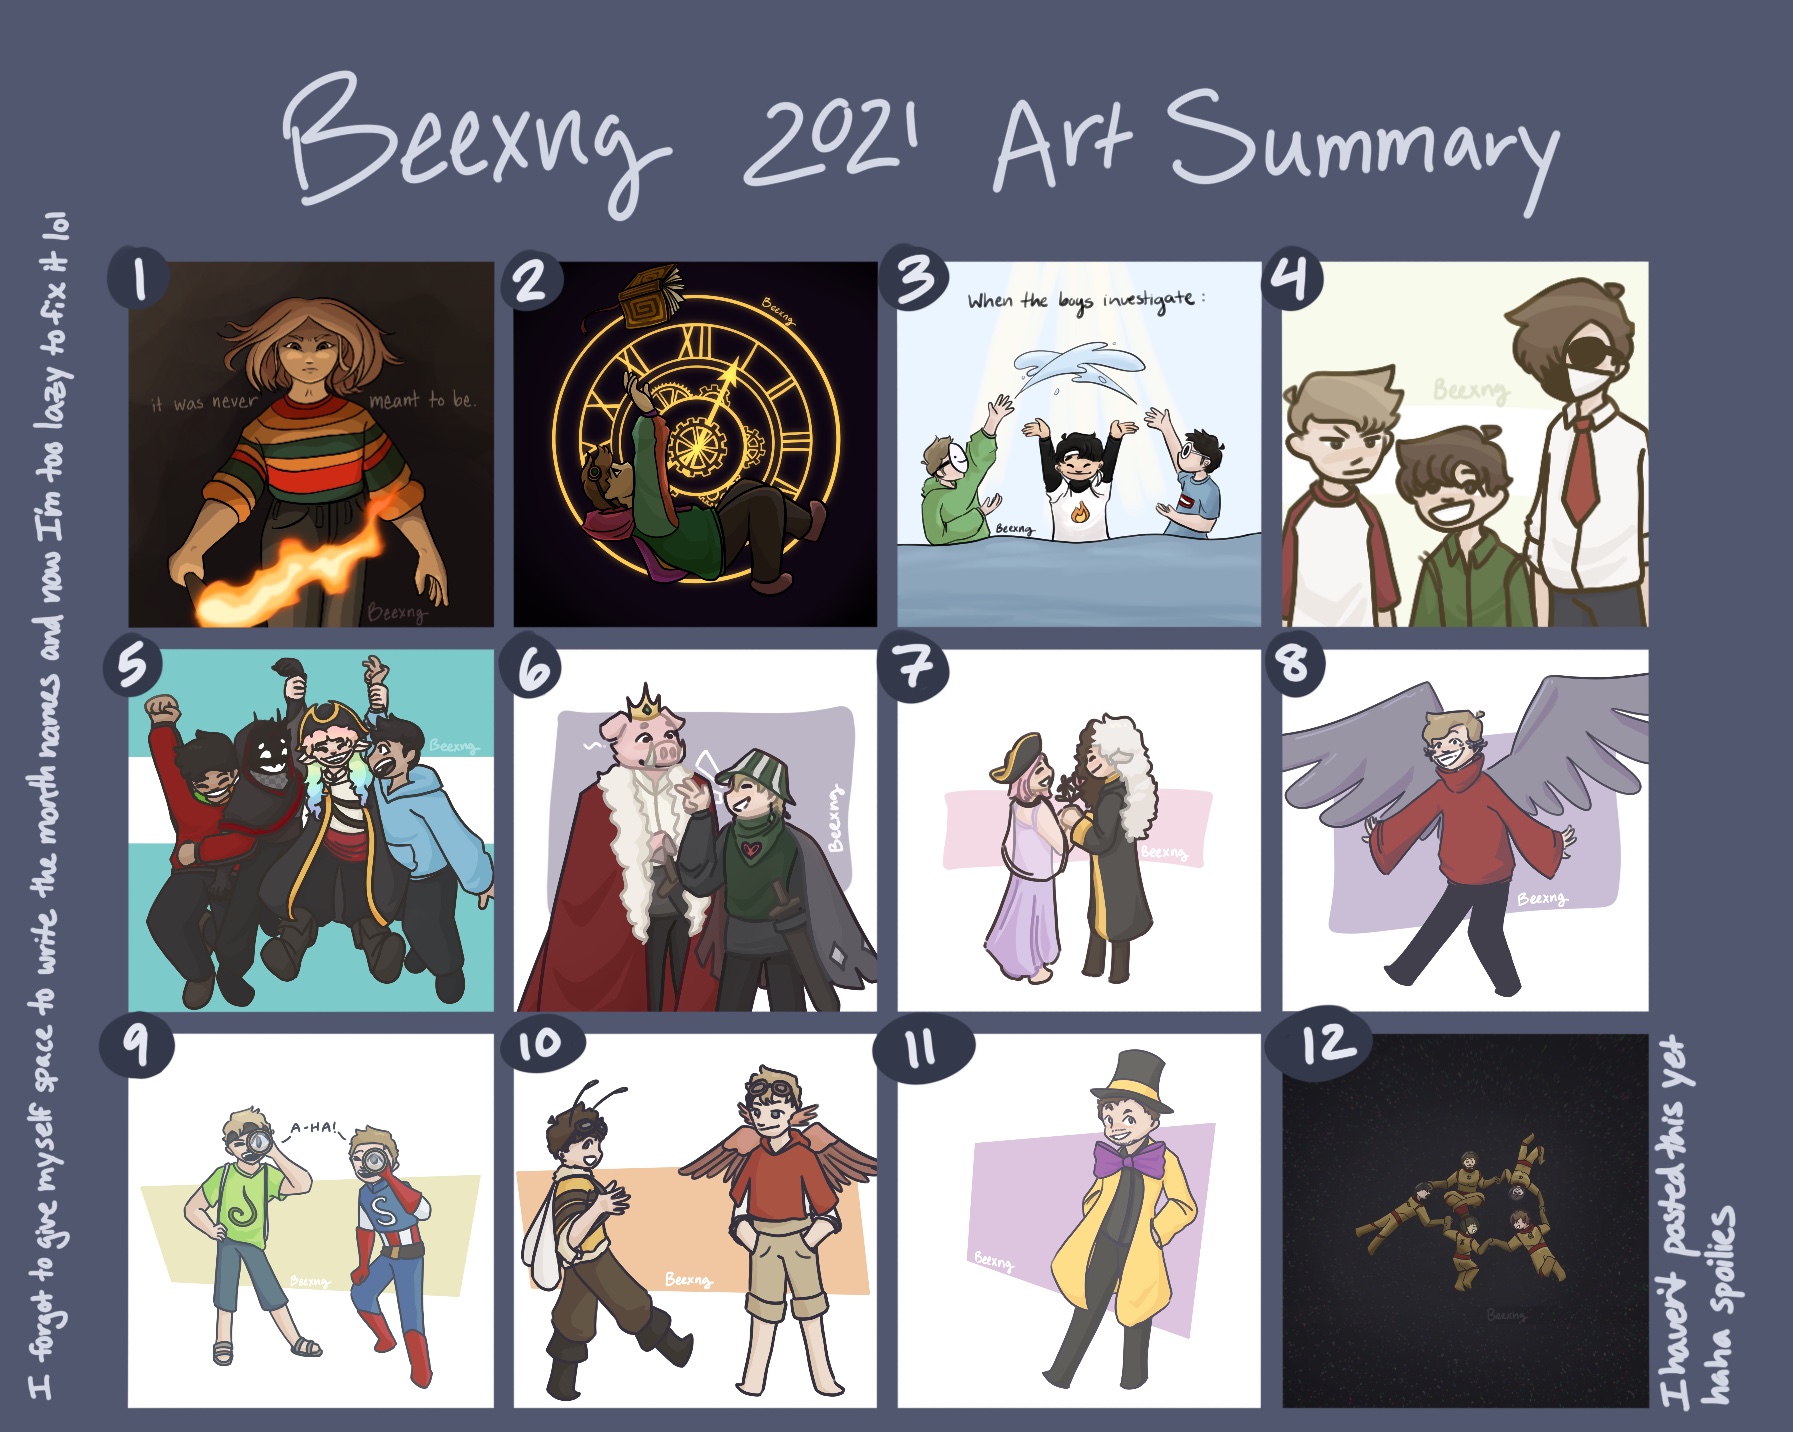 Beexng 2021 Art Summary
I forgot to give myself space to write the month names and now I'm too lazy to fix it lol
1
it was never meant to be.
Beexng
2
XII
Beexng
3
When the boys investigate:
Beexng
4
Beexng
5
Beexng
6
Beexng
7
Beexng
8
Beexng
9
A-HA!
J
S
Beexng
10
Beexng
11
Beexng
12
Beexng
I haven't posted this yet
haha spoilies